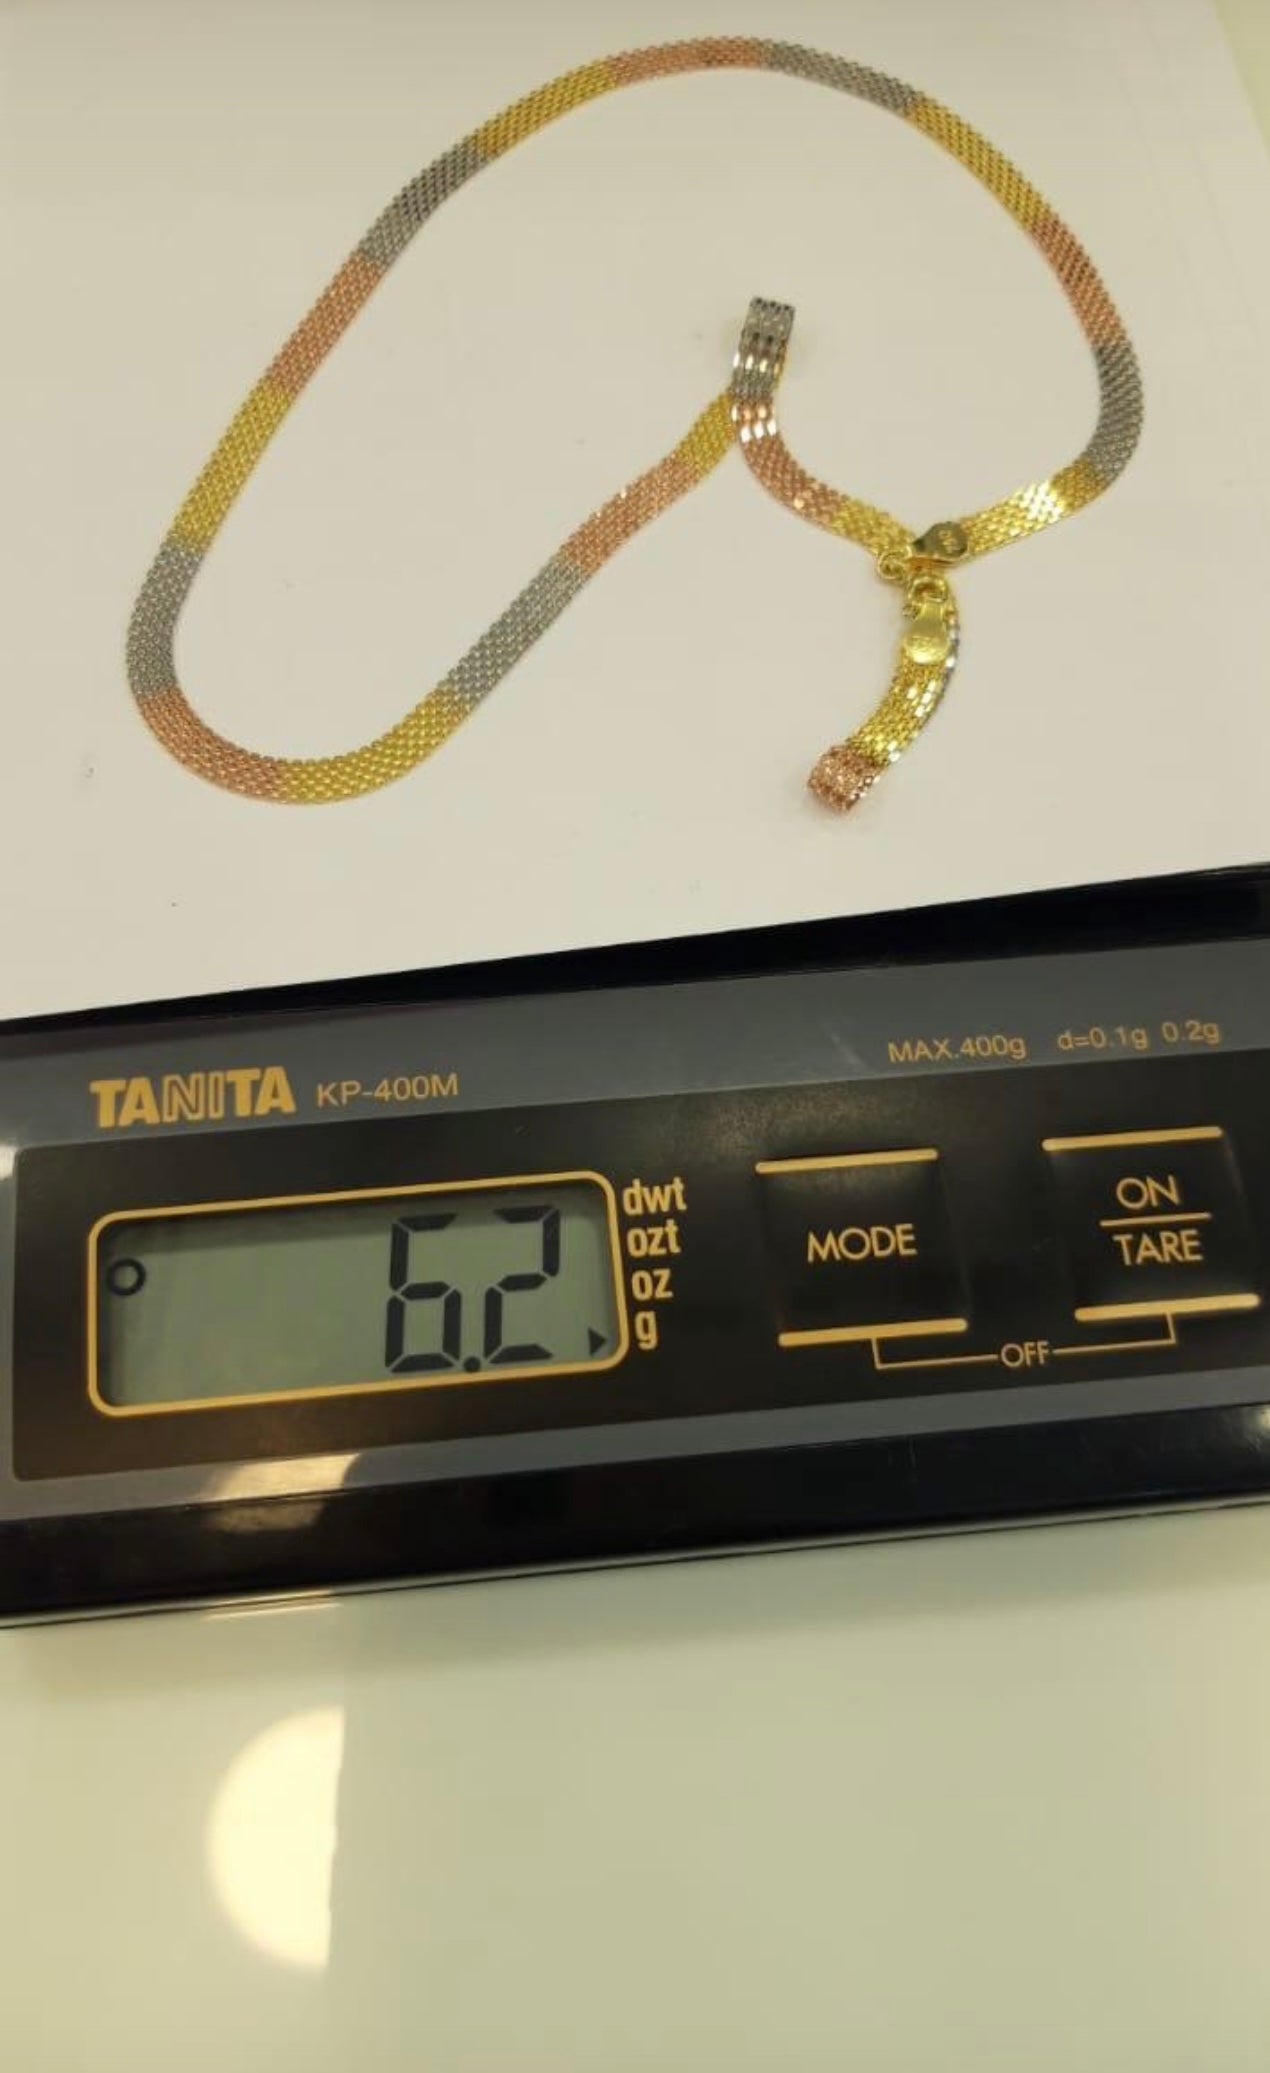 TANITA KP-400M
MAX.400g d=0.1g 0.2g
6.2
dwt
ozt
oz
g
MODE
ON
TARE
OFF